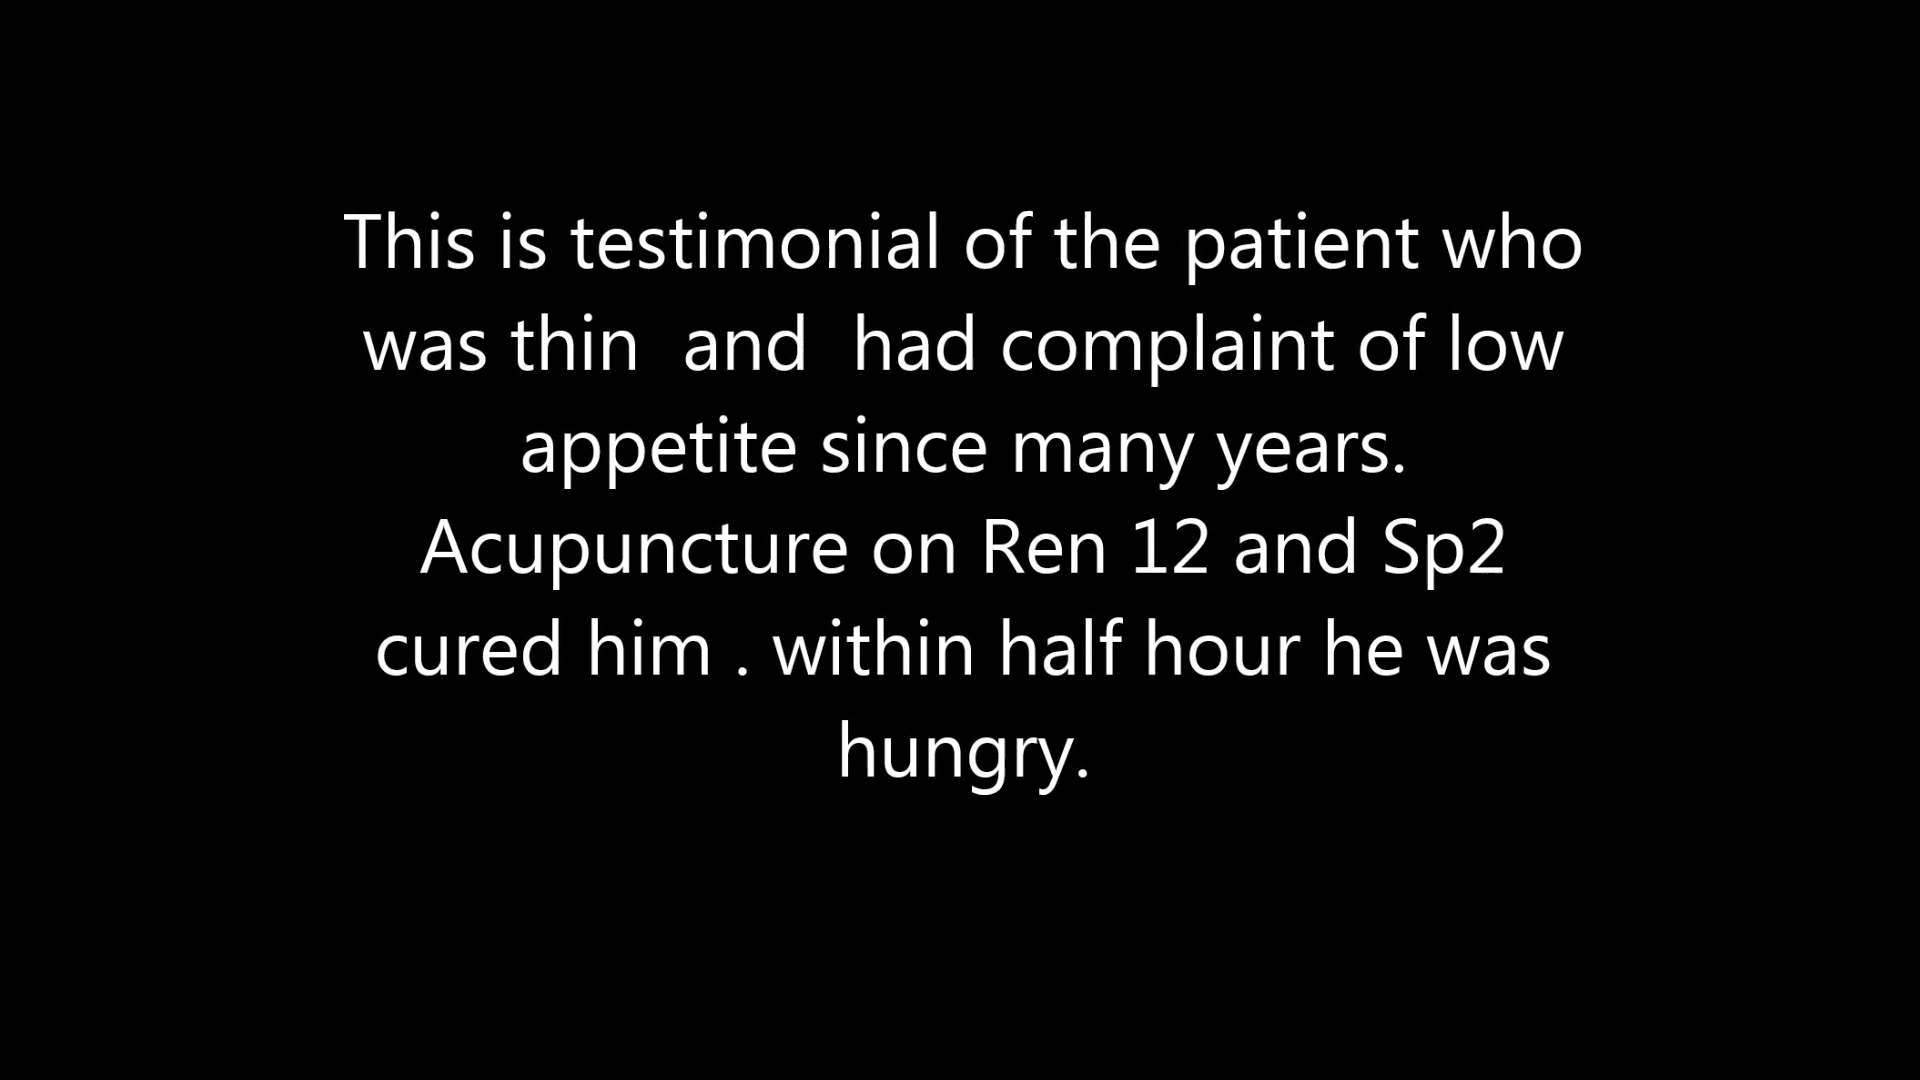 This is testimonial of the patient who
was thin  and  had complaint of low
appetite since many years.
Acupuncture on Ren 12 and Sp2
cured him . within half hour he was
hungry.